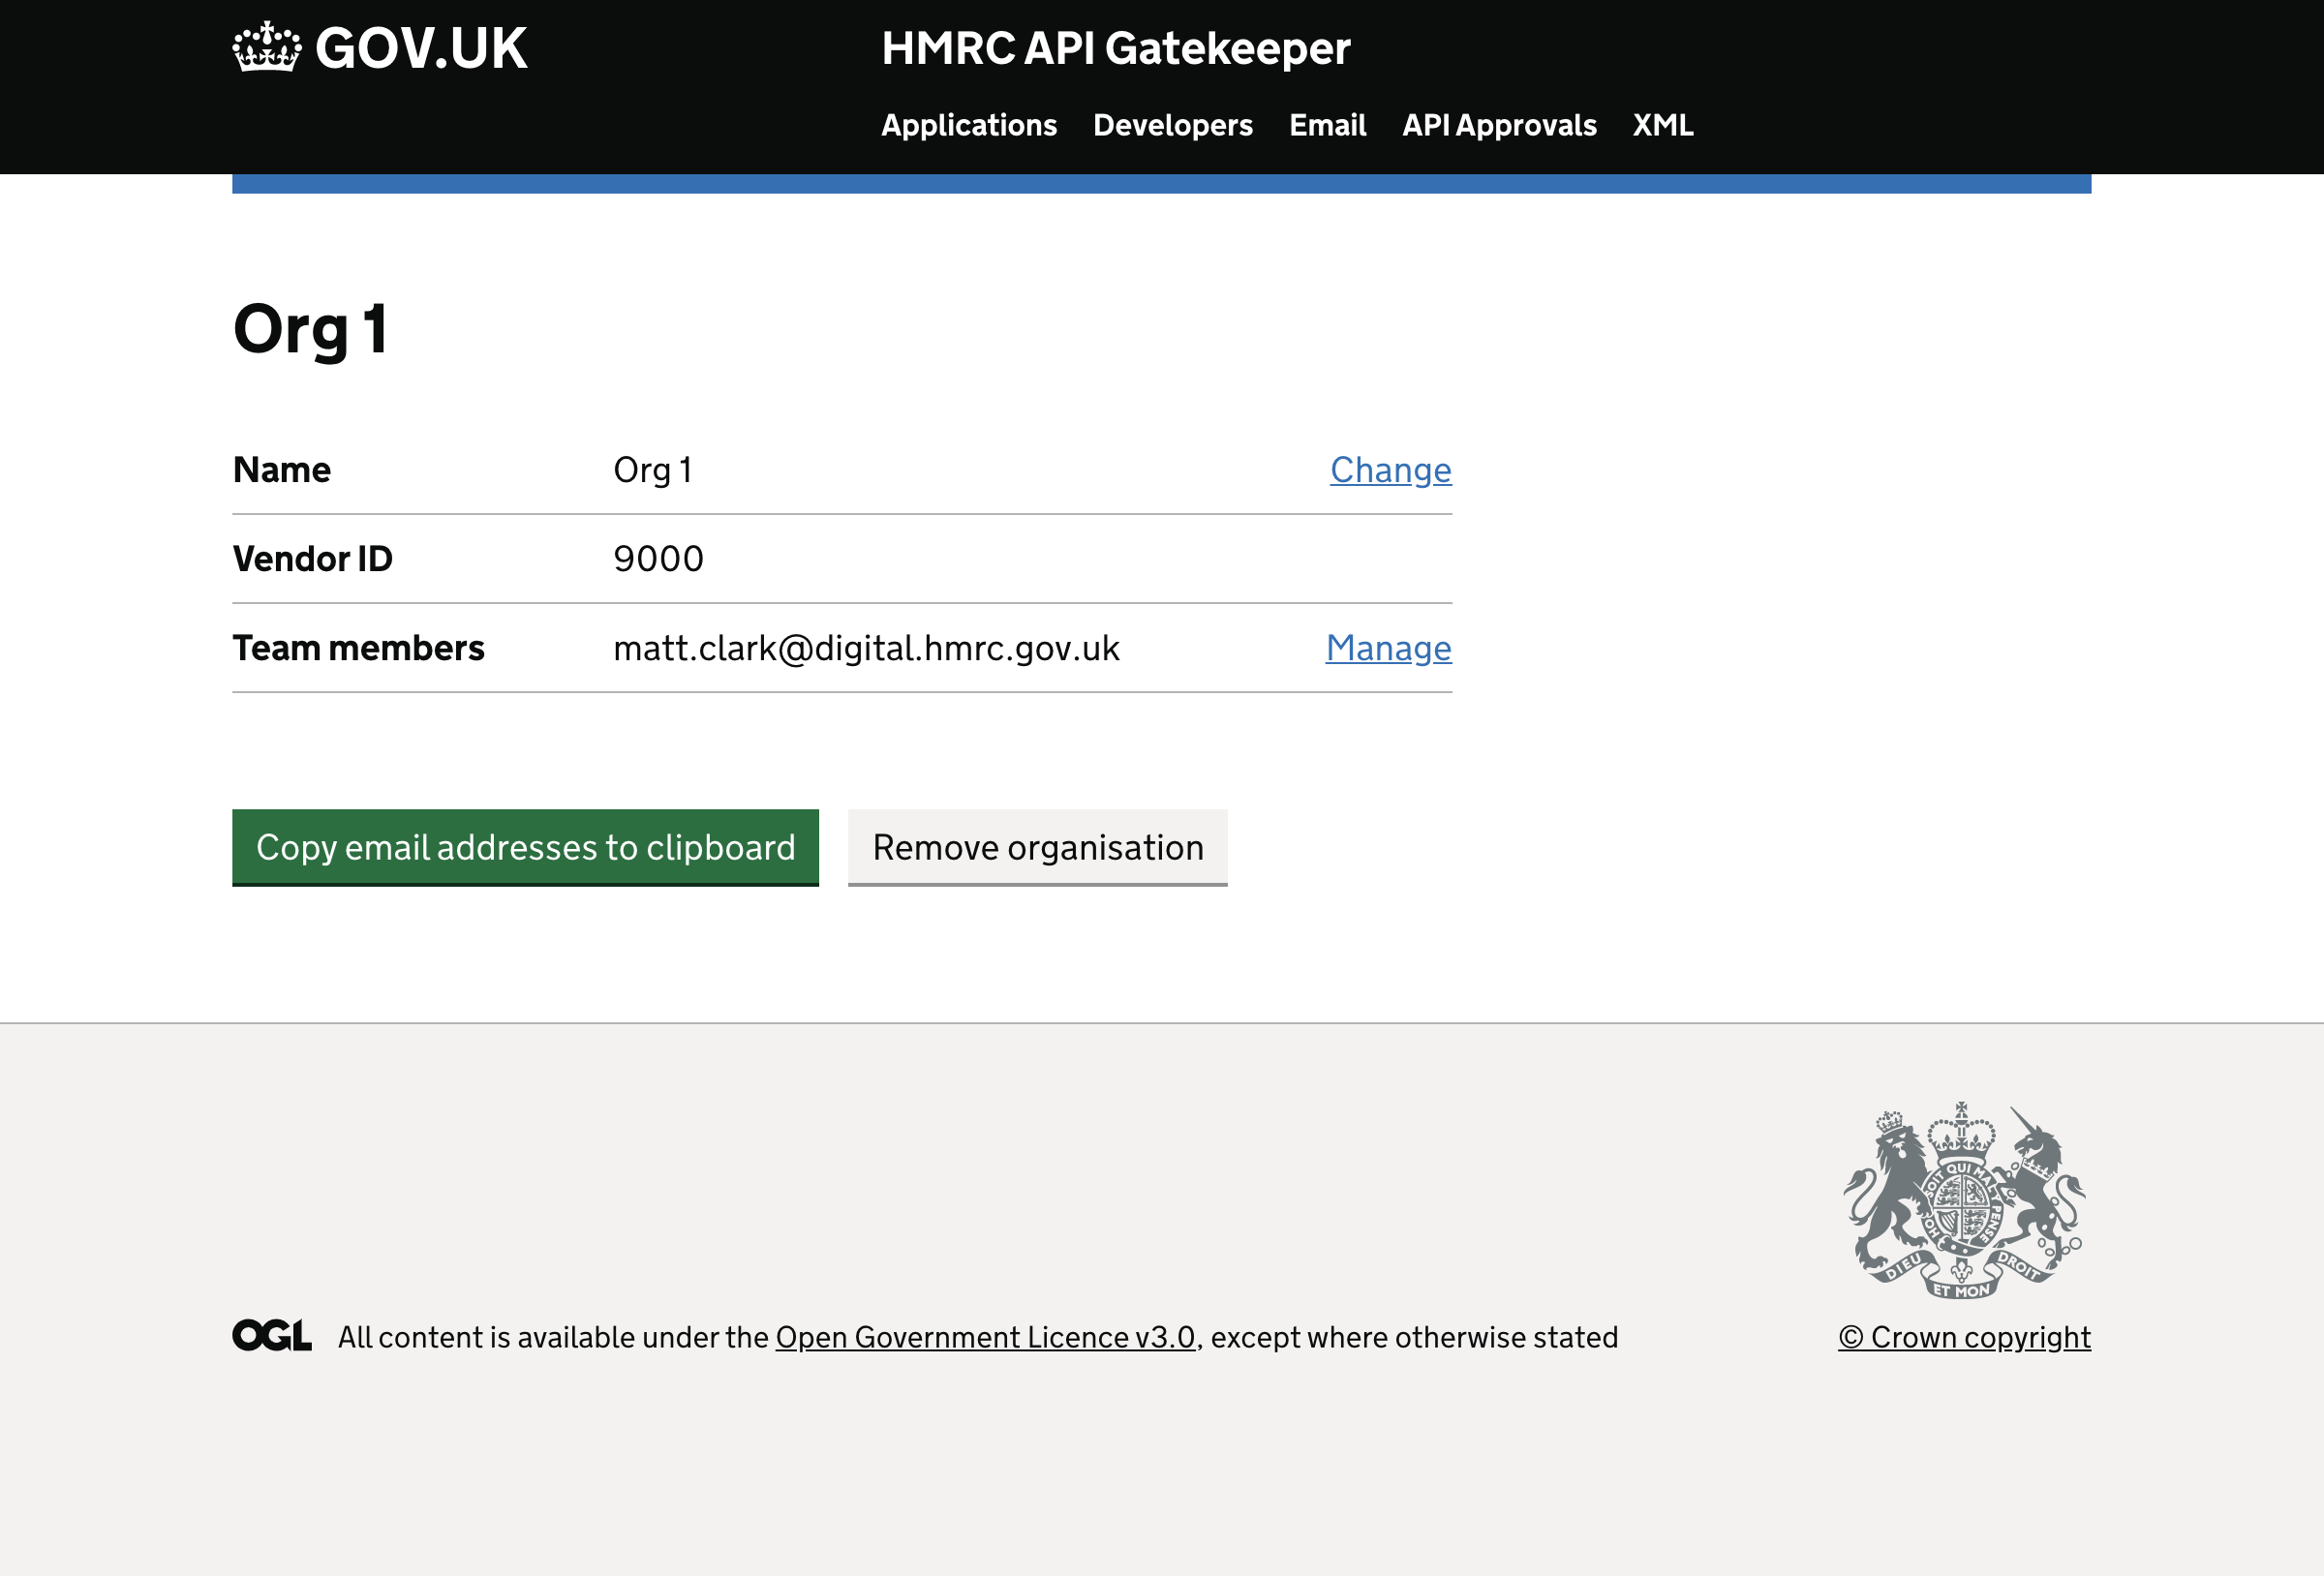 GOV.UK
HMRC API Gatekeeper
Applications Developers Email API Approvals XML
Org 1
Name Org 1 Change
Vendor ID 9000
Team members matt.clark@digital.hmrc.gov.uk Manage
Copy email addresses to clipboard Remove organisation
SOIT QUI MAL Y PENSE
DIEU ET MON DROIT
OGL All content is available under the Open Government Licence v3.0, except where otherwise stated
© Crown copyright